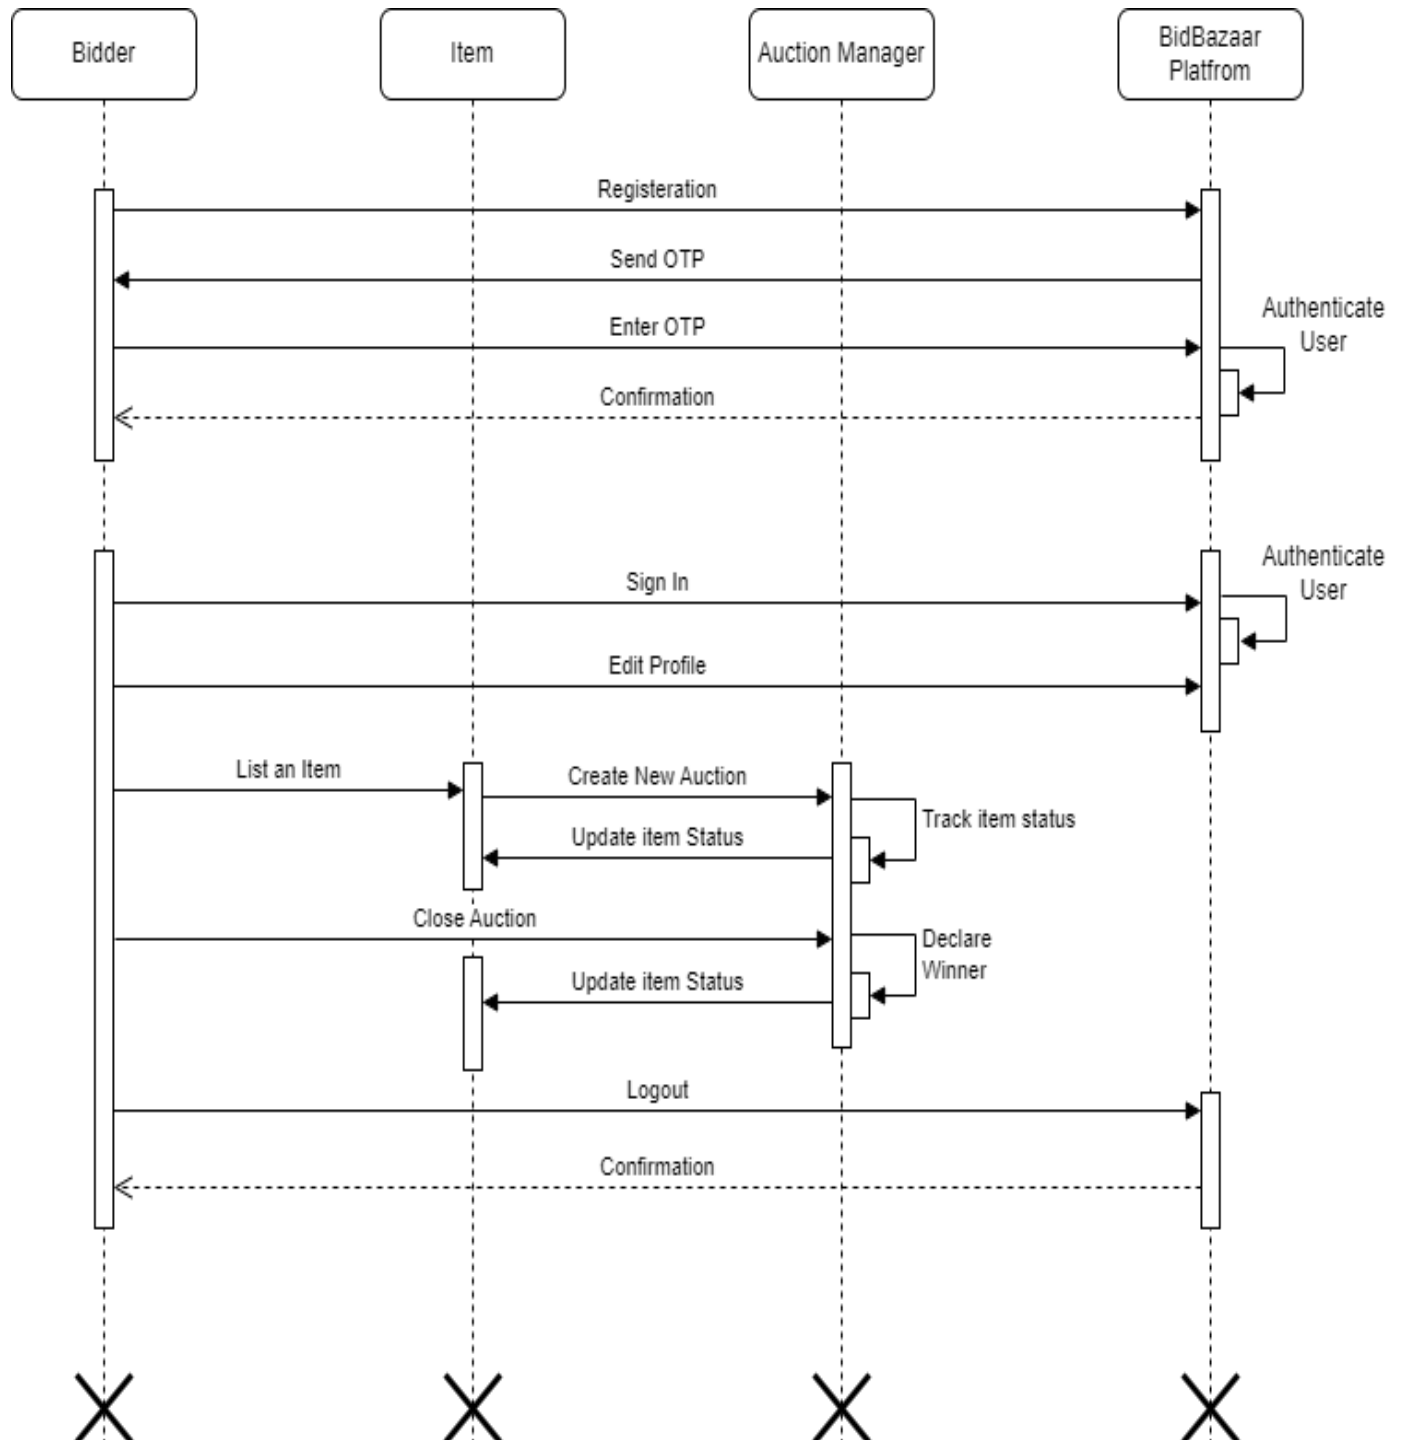 Bidder
Item
Auction Manager
BidBazaar
Platfrom
Registeration
Send OTP
Authenticate
User
Enter OTP
Confirmation
Authenticate
User
Sign In
Edit Profile
List an Item
Create New Auction
Track item status
Update item Status
Close Auction
Declare
Winner
Update item Status
Logout
Confirmation